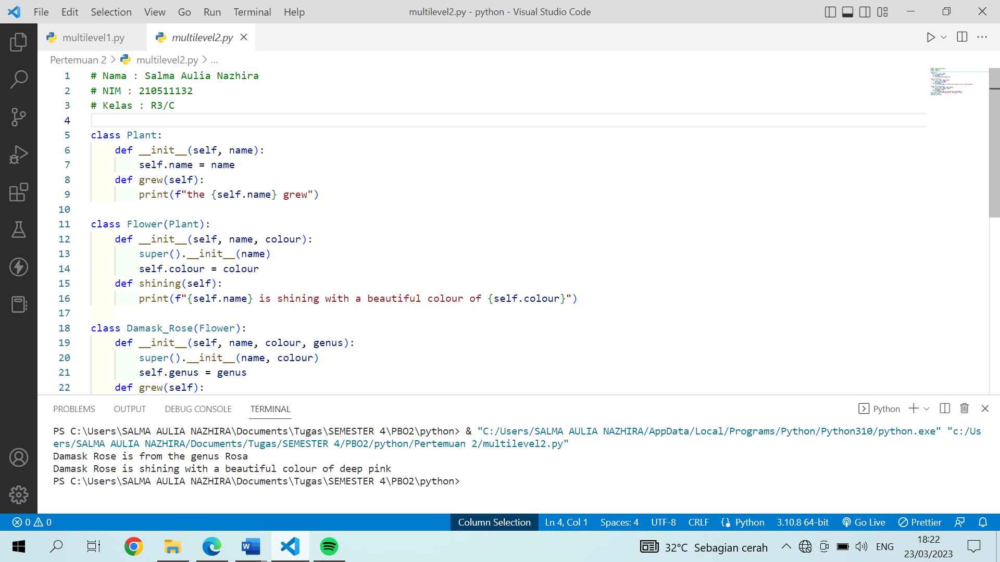 File Edit Selection View Go Run Terminal Help
multilevel2.py - python - Visual Studio Code
multilevel1.py
multilevel2.py
Pertemuan 2 > multilevel2.py > ...
1 # Nama : Salma Aulia Nazhira
2 # NIM : 210511132
3 # Kelas : R3/C
4
5 class Plant:
6     def __init__(self, name):
7         self.name = name
8     def grew(self):
9         print(f"the {self.name} grew")
10
11 class Flower(Plant):
12     def __init__(self, name, colour):
13         super().__init__(name)
14         self.colour = colour
15     def shining(self):
16         print(f"{self.name} is shining with a beautiful colour of {self.colour}")
17
18 class Damask_Rose(Flower):
19     def __init__(self, name, colour, genus):
20         super().__init__(name, colour)
21         self.genus = genus
22     def grew(self):
PROBLEMS OUTPUT DEBUG CONSOLE TERMINAL
Python
PS C:\Users\SALMA AULIA NAZHIRA\Documents\Tugas\SEMESTER 4\PBO2\python> & "C:/Users/SALMA AULIA NAZHIRA/AppData/Local/Programs/Python/Python310/python.exe" "c:/Us
ers/SALMA AULIA NAZHIRA/Documents/Tugas/SEMESTER 4/PBO2/python/Pertemuan 2/multilevel2.py"
Damask Rose is from the genus Rosa
Damask Rose is shining with a beautiful colour of deep pink
PS C:\Users\SALMA AULIA NAZHIRA\Documents\Tugas\SEMESTER 4\PBO2\python>
0 0 Column Selection Ln 4, Col 1 Spaces: 4 UTF-8 CRLF Python 3.10.8 64-bit Go Live Prettier
32°C Sebagian cerah ENG
18:22
23/03/2023